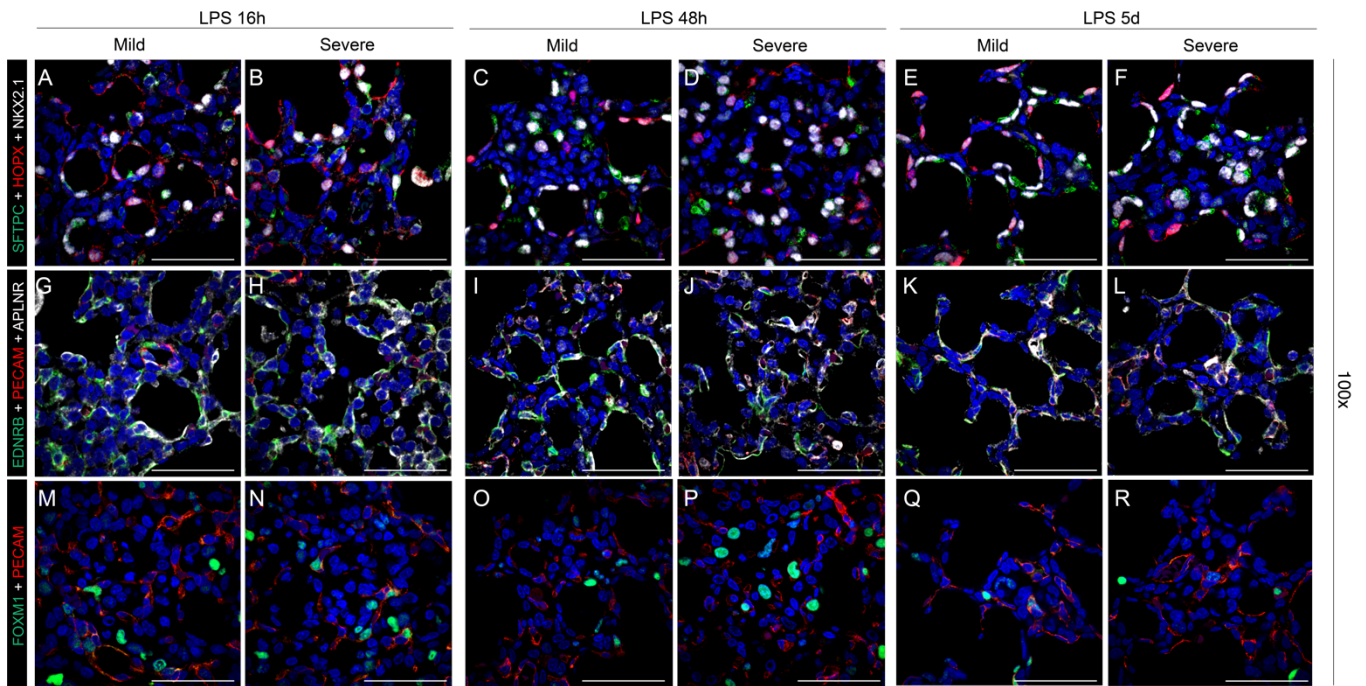 LPS 16h
LPS 48h
LPS 5d
Mild
Severe
Mild
Severe
Mild
Severe
SFTPC + HOPX + NKX2.1
A
B
C
D
E
F
EDNRB + PECAM + APLNR
G
H
I
J
K
L
FOXM1 + PECAM
M
N
O
P
Q
R
100x